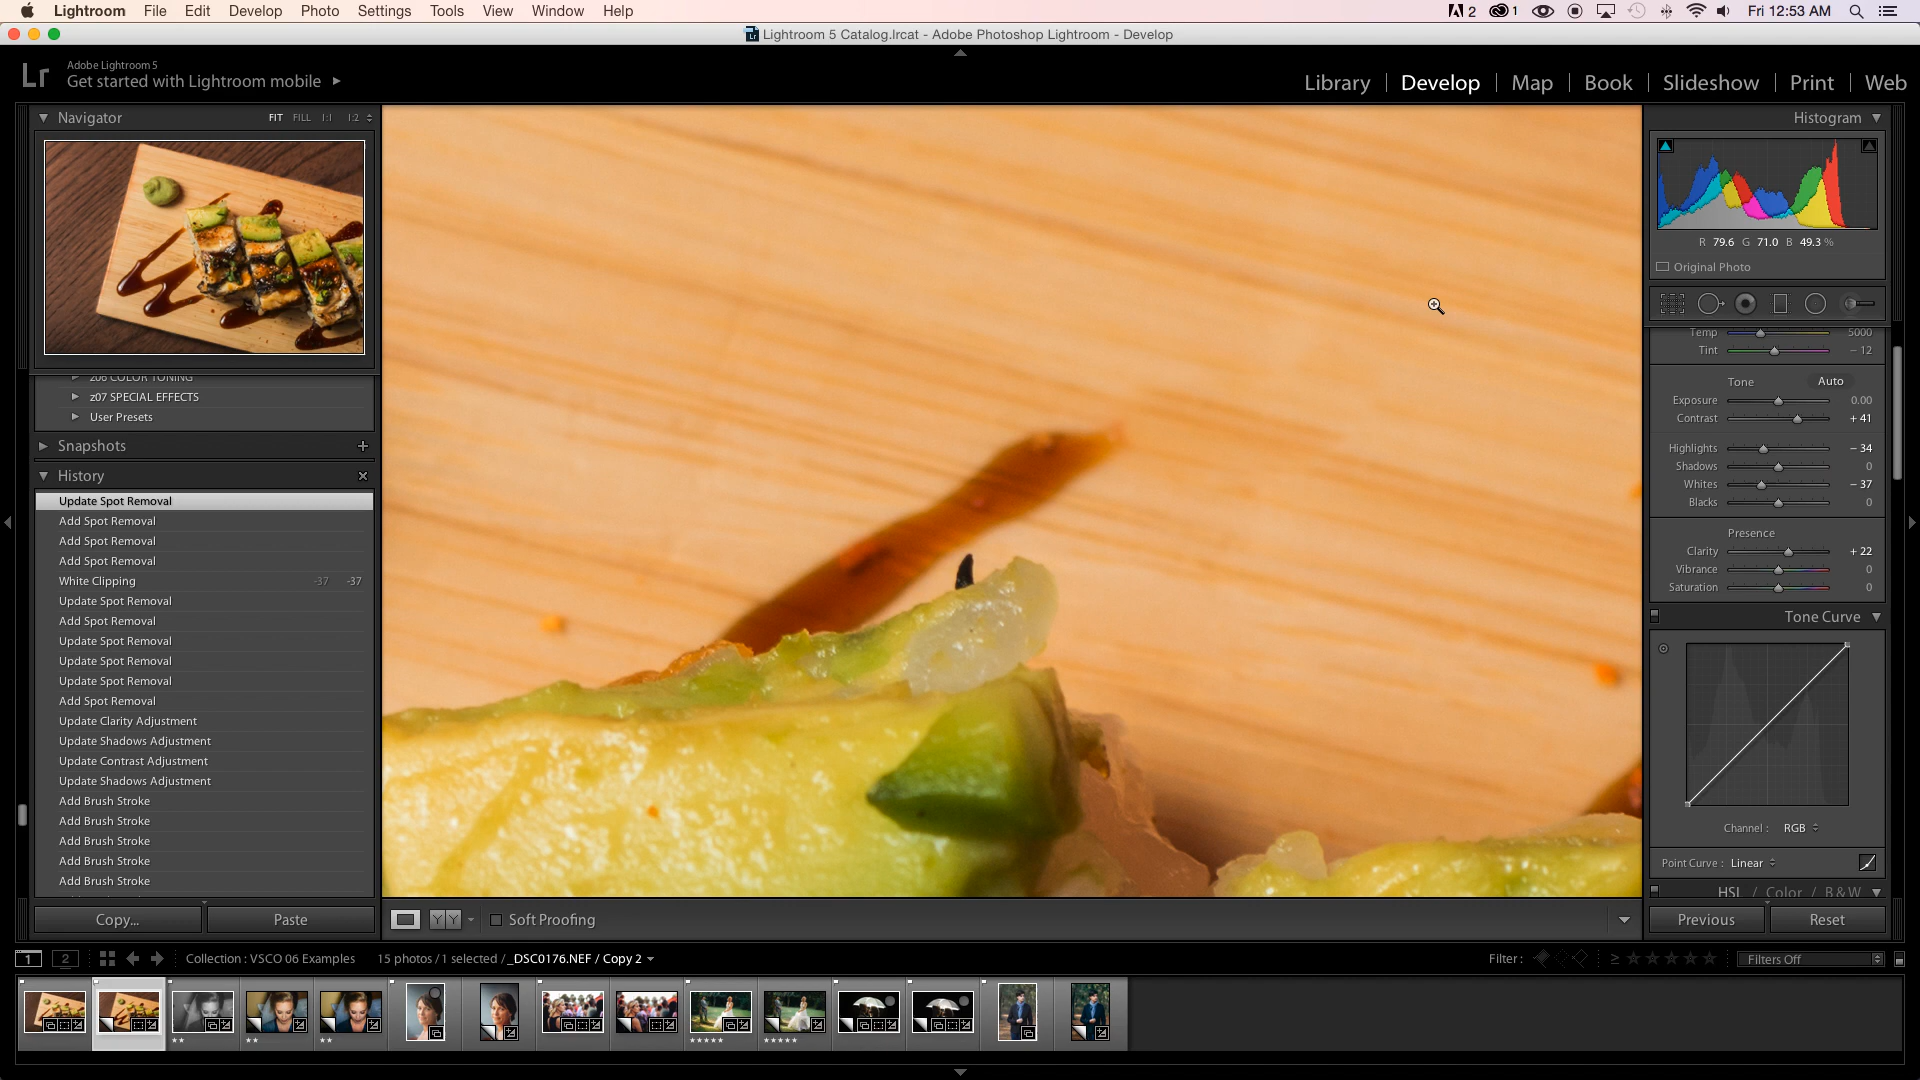 Lightroom File Edit Develop Photo Settings Tools View Window Help 2 1 Fri 12:53 AM
Lightroom 5 Catalog.lrcat - Adobe Photoshop Lightroom - Develop
Lr Adobe Lightroom 5
Get started with Lightroom mobile
Library Develop Map Book Slideshow Print Web
Navigator FIT FILL 1:1 1:2
z06 COLOR TONING
z07 SPECIAL EFFECTS
User Presets
Snapshots
History
Update Spot Removal
Add Spot Removal
Add Spot Removal
Add Spot Removal
White Clipping -37 -37
Update Spot Removal
Add Spot Removal
Update Spot Removal
Update Spot Removal
Update Spot Removal
Add Spot Removal
Update Clarity Adjustment
Update Shadows Adjustment
Update Contrast Adjustment
Update Shadows Adjustment
Add Brush Stroke
Add Brush Stroke
Add Brush Stroke
Add Brush Stroke
Add Brush Stroke
Copy... Paste
Soft Proofing
Histogram
R 79.6 G 71.0 B 49.3 %
Original Photo
Temp 5000
Tint - 12
Tone Auto
Exposure 0.00
Contrast + 41
Highlights - 34
Shadows 0
Whites - 37
Blacks 0
Presence
Clarity + 22
Vibrance 0
Saturation 0
Tone Curve
Channel : RGB
Point Curve : Linear
HSL / Color / B & W
Previous Reset
1 2 Collection : VSCO 06 Examples 15 photos / 1 selected / _DSC0176.NEF / Copy 2 Filter : ≥ ★★★★★ Filters Off